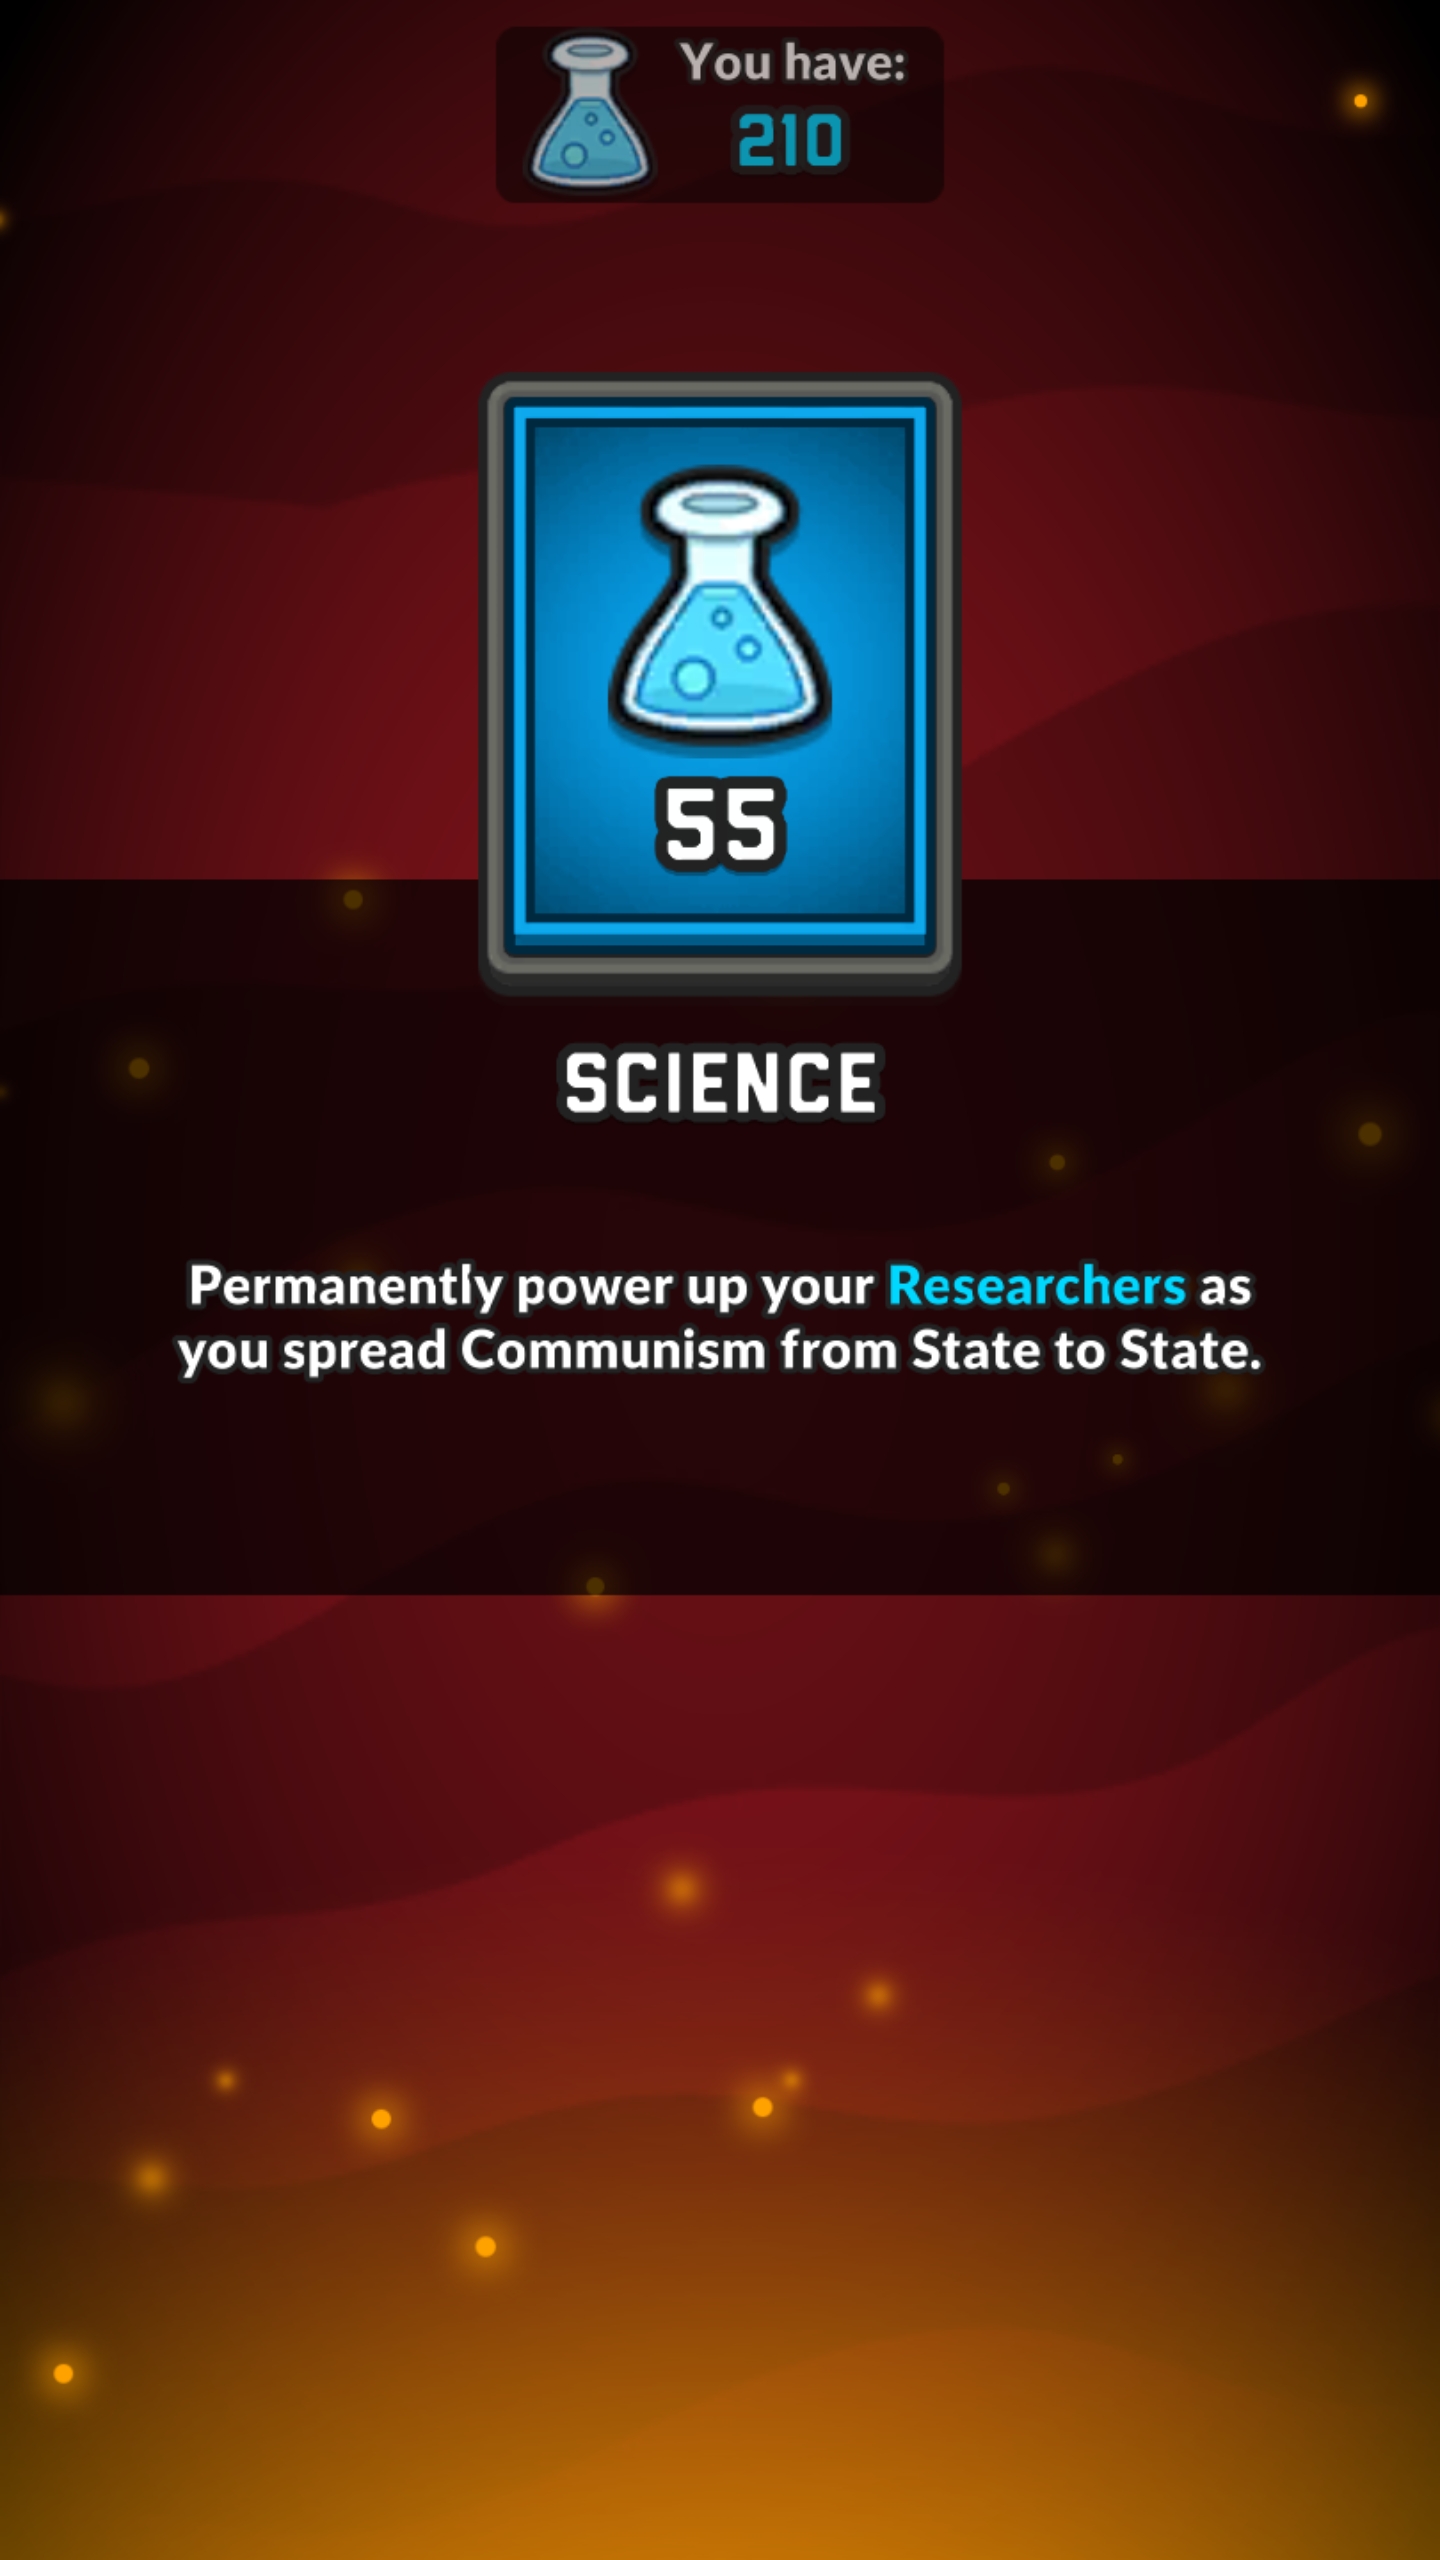 You have:
210
55
SCIENCE
Permanently power up your Researchers as
you spread Communism from State to State.